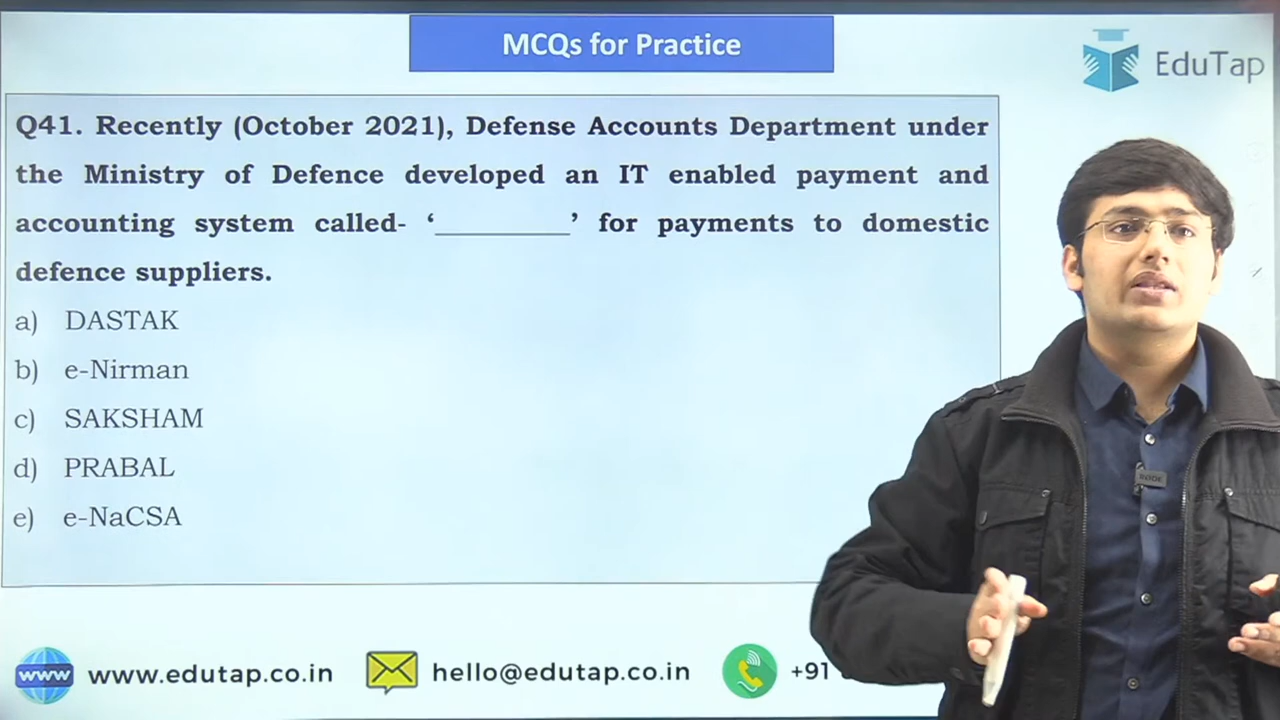 MCQs for Practice
EduTap
Q41. Recently (October 2021), Defense Accounts Department under
the Ministry of Defence developed an IT enabled payment and
accounting system called- ‘__________’ for payments to domestic
defence suppliers.
a) DASTAK
b) e-Nirman
c) SAKSHAM
d) PRABAL
e) e-NaCSA
www
www.edutap.co.in
hello@edutap.co.in
+91